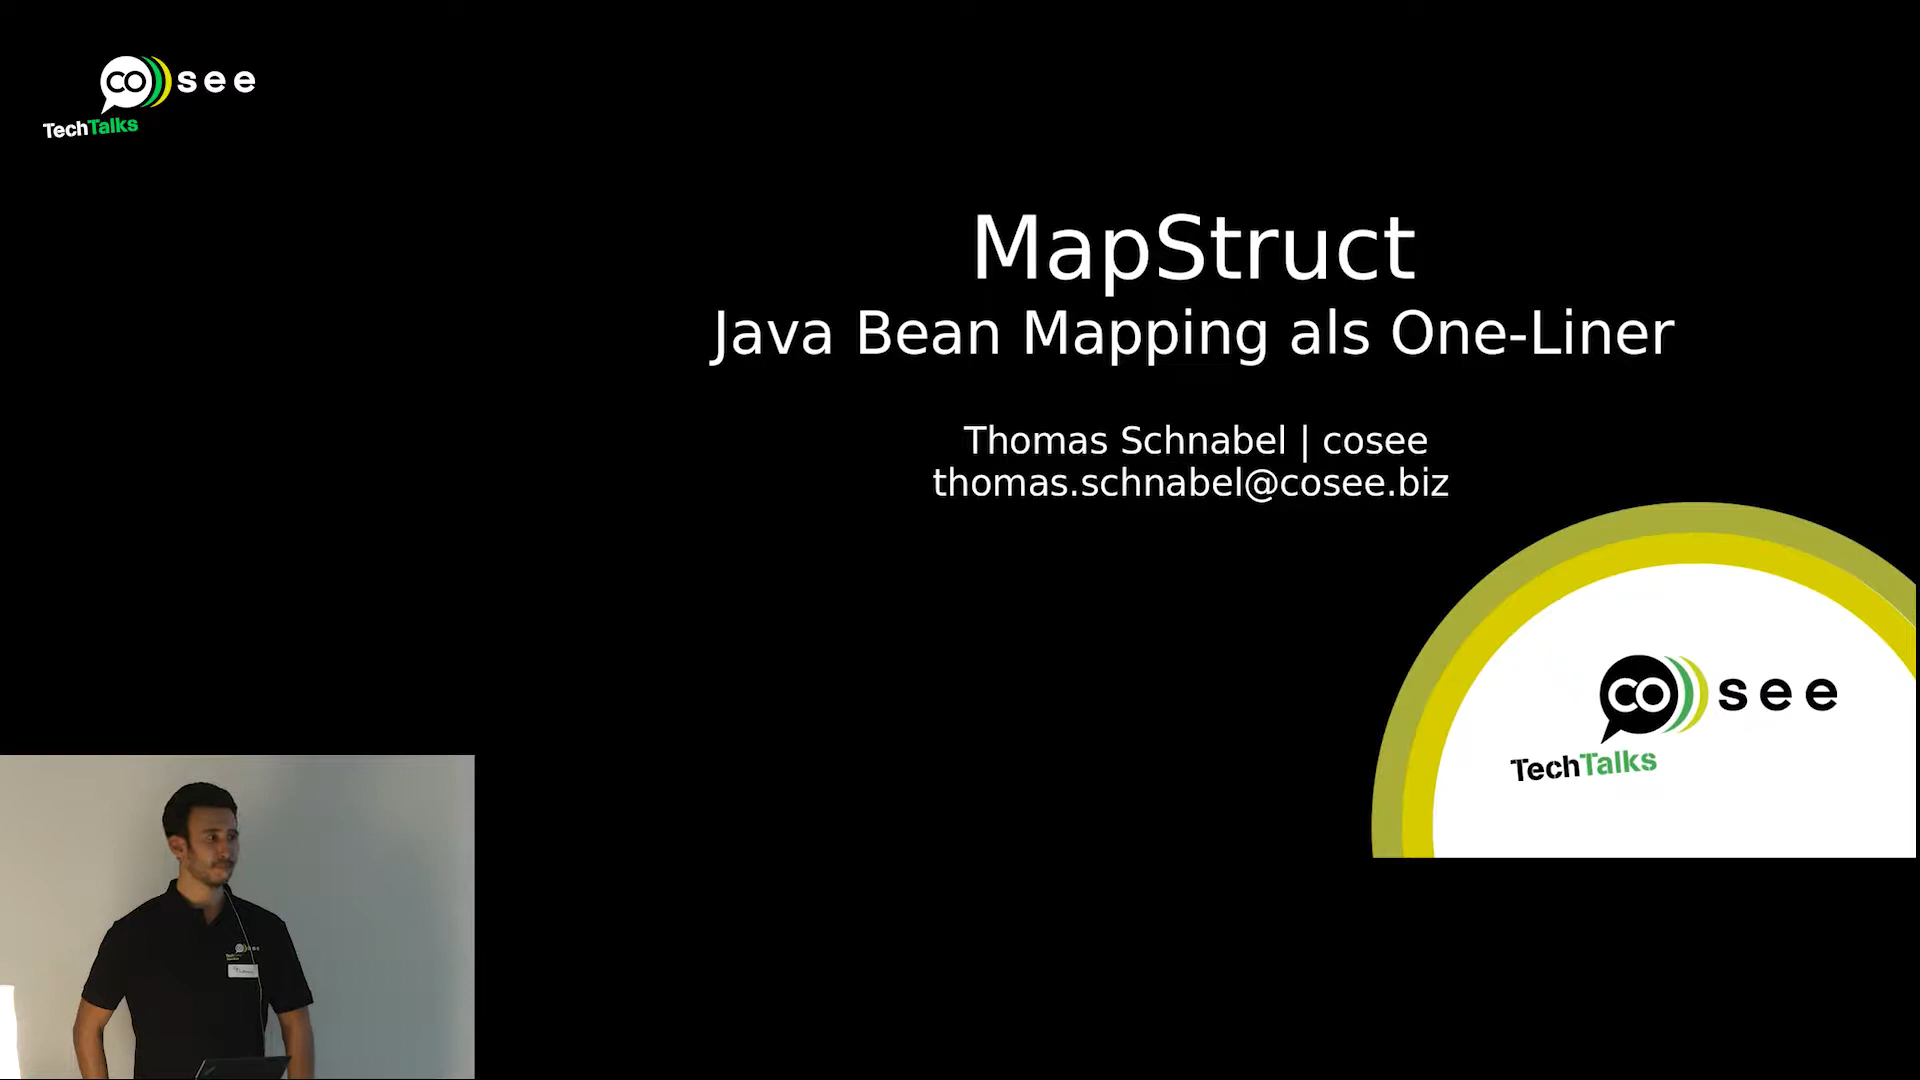 co see
TechTalks
MapStruct
Java Bean Mapping als One-Liner
Thomas Schnabel | cosee
thomas.schnabel@cosee.biz
co see
TechTalks